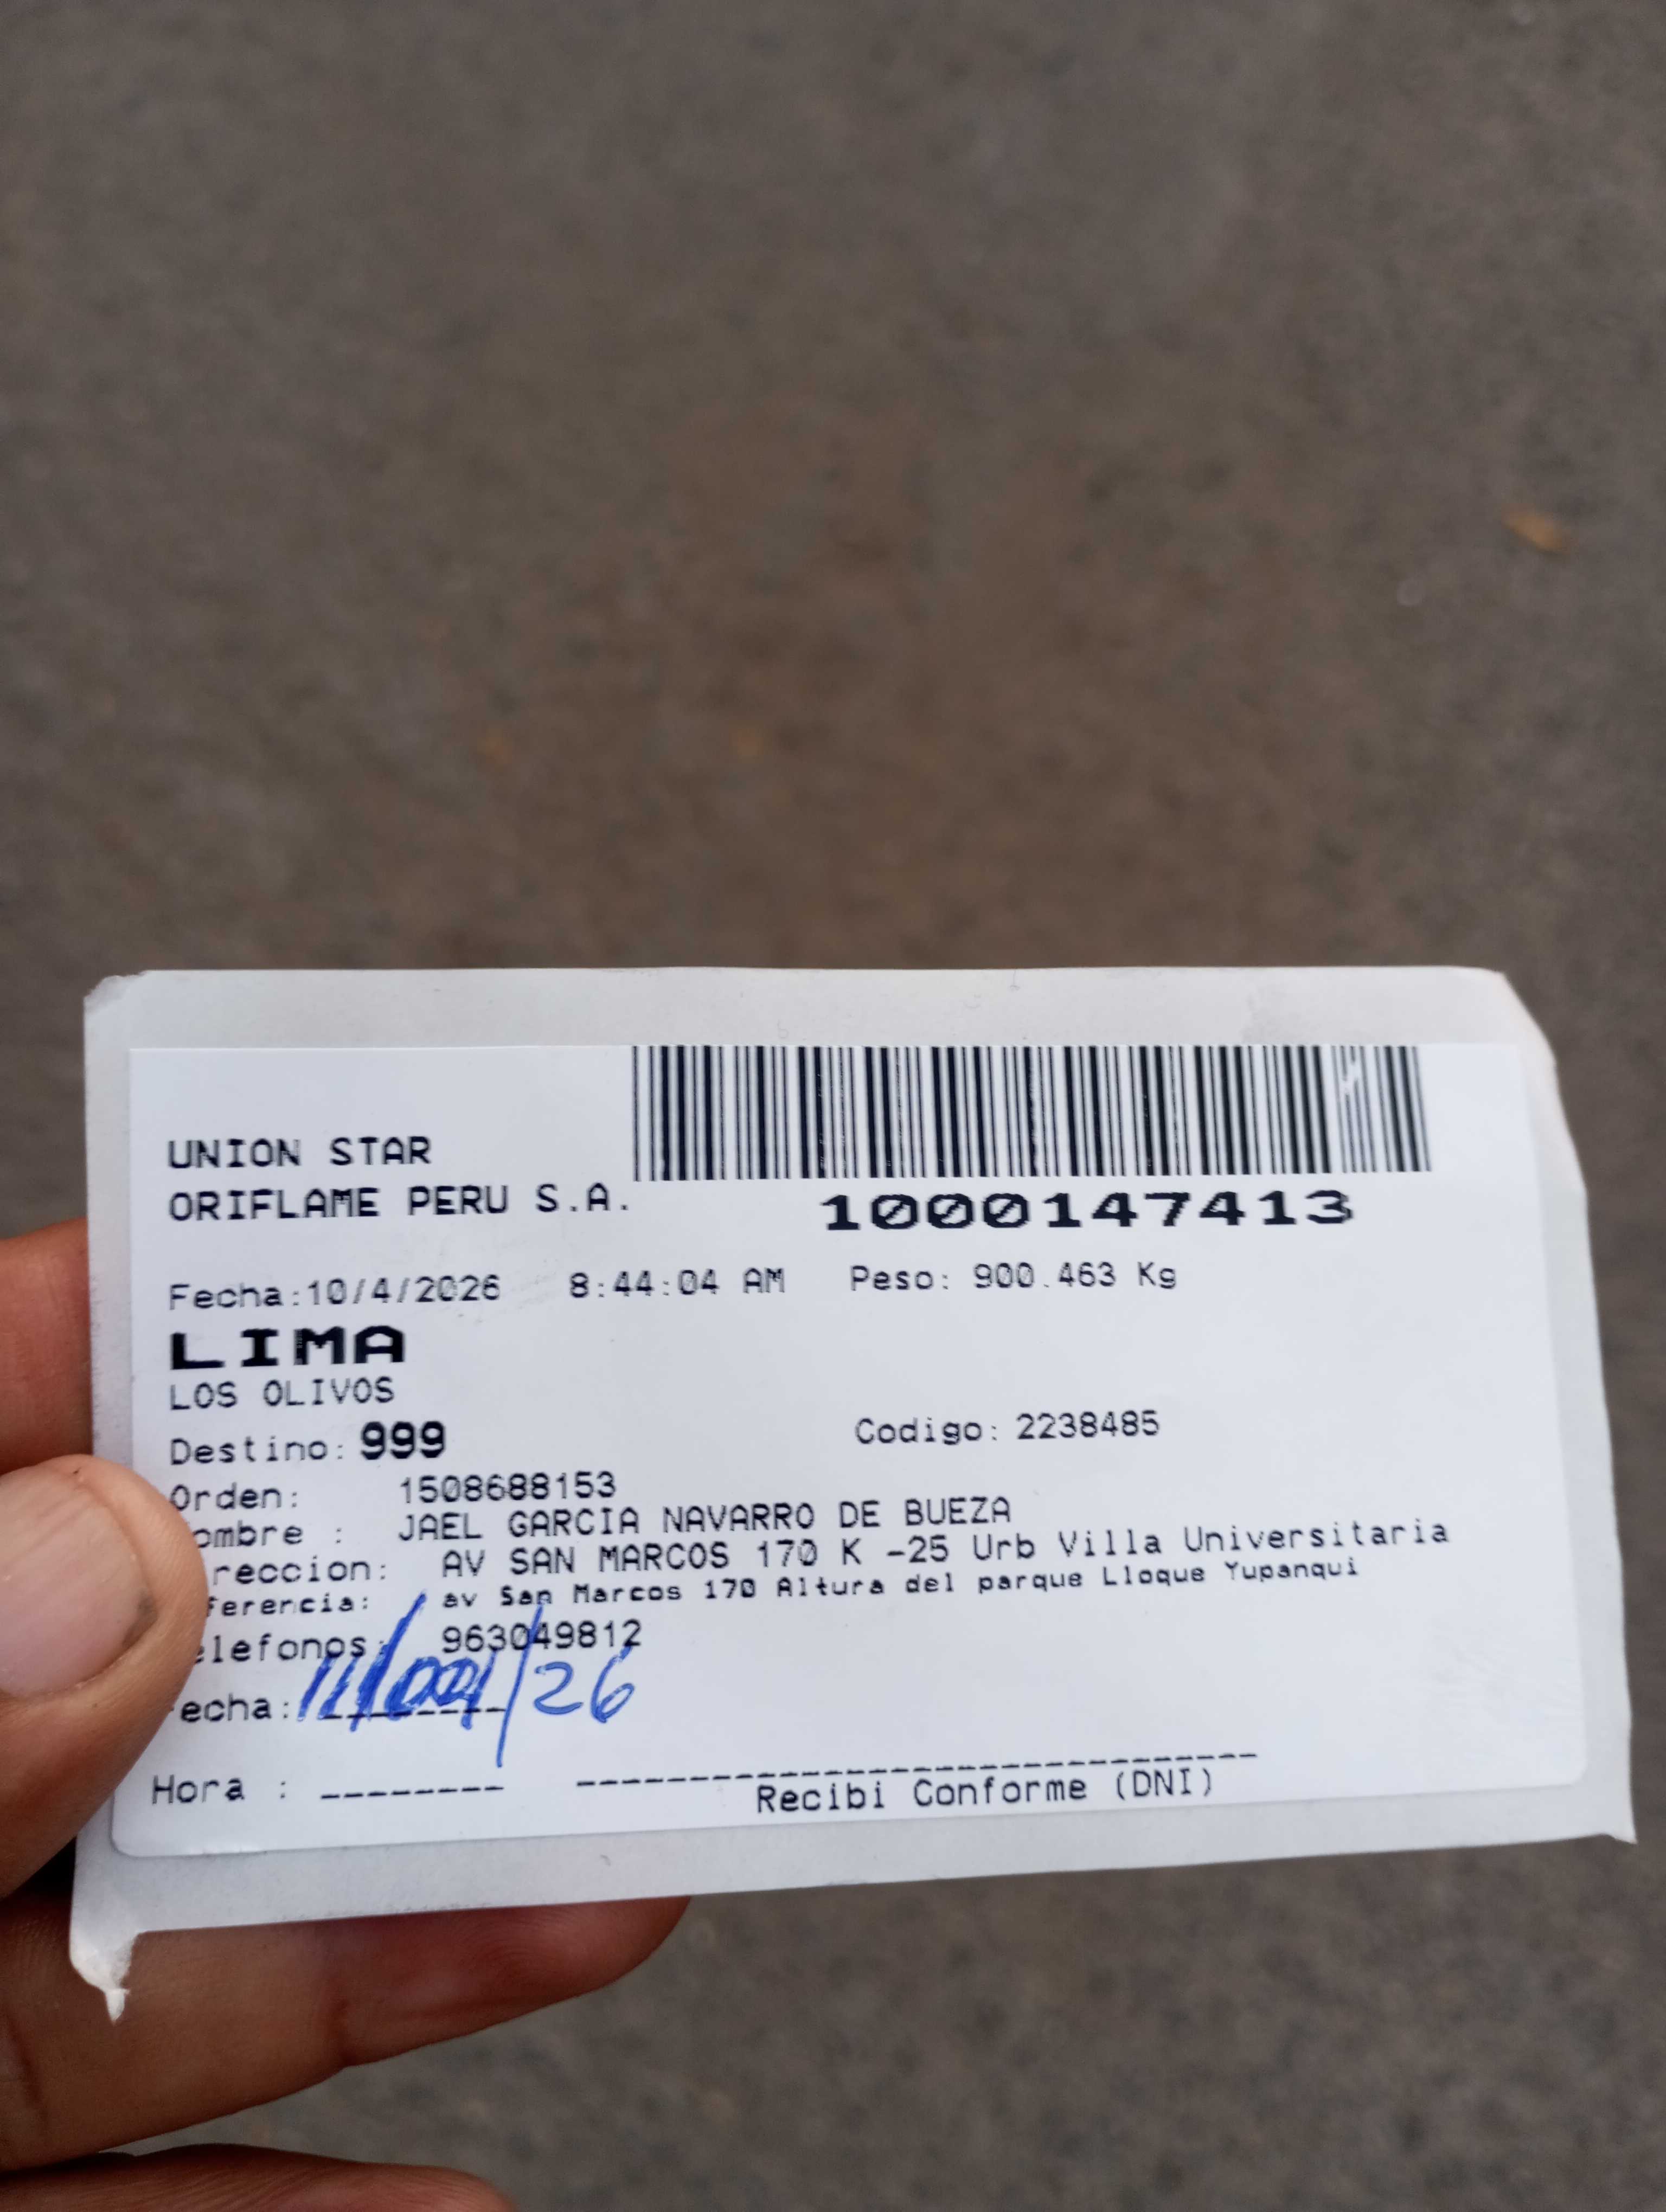 UNION STAR
ORIFLAME PERU S.A.
1000147413
Fecha:10/4/2026 8:44:04 AM Peso: 900.463 Kg
LIMA
LOS OLIVOS
Destino: 999 Codigo: 2238485
Orden: 1508688153
ombre : JAEL GARCIA NAVARRO DE BUEZA
reccion: AV SAN MARCOS 170 K -25 Urb Villa Universitaria
ferencia: av San Marcos 170 Altura del parque Lloque Yupanqui
elefonos: 963049812
echa: /26
Hora : --------
Recibi Conforme (DNI)